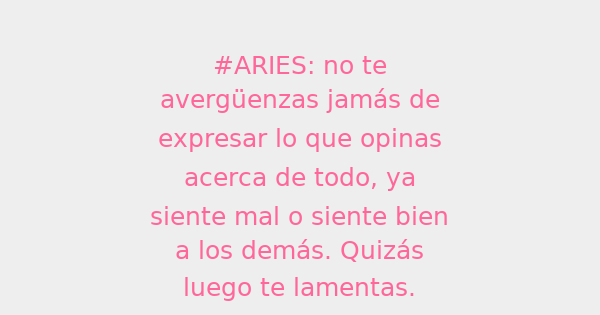 #ARIES: no te
avergüenzas jamás de
expresar lo que opinas
acerca de todo, ya
siente mal o siente bien
a los demás. Quizás
luego te lamentas.